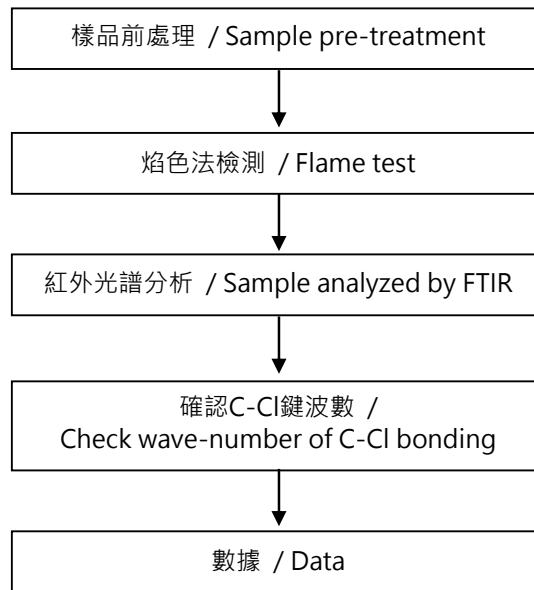 樣品前處理 / Sample pre-treatment
焰色法檢測 / Flame test
紅外光譜分析 / Sample analyzed by FTIR
確認C-Cl鍵波數 /
Check wave-number of C-Cl bonding
數據 / Data